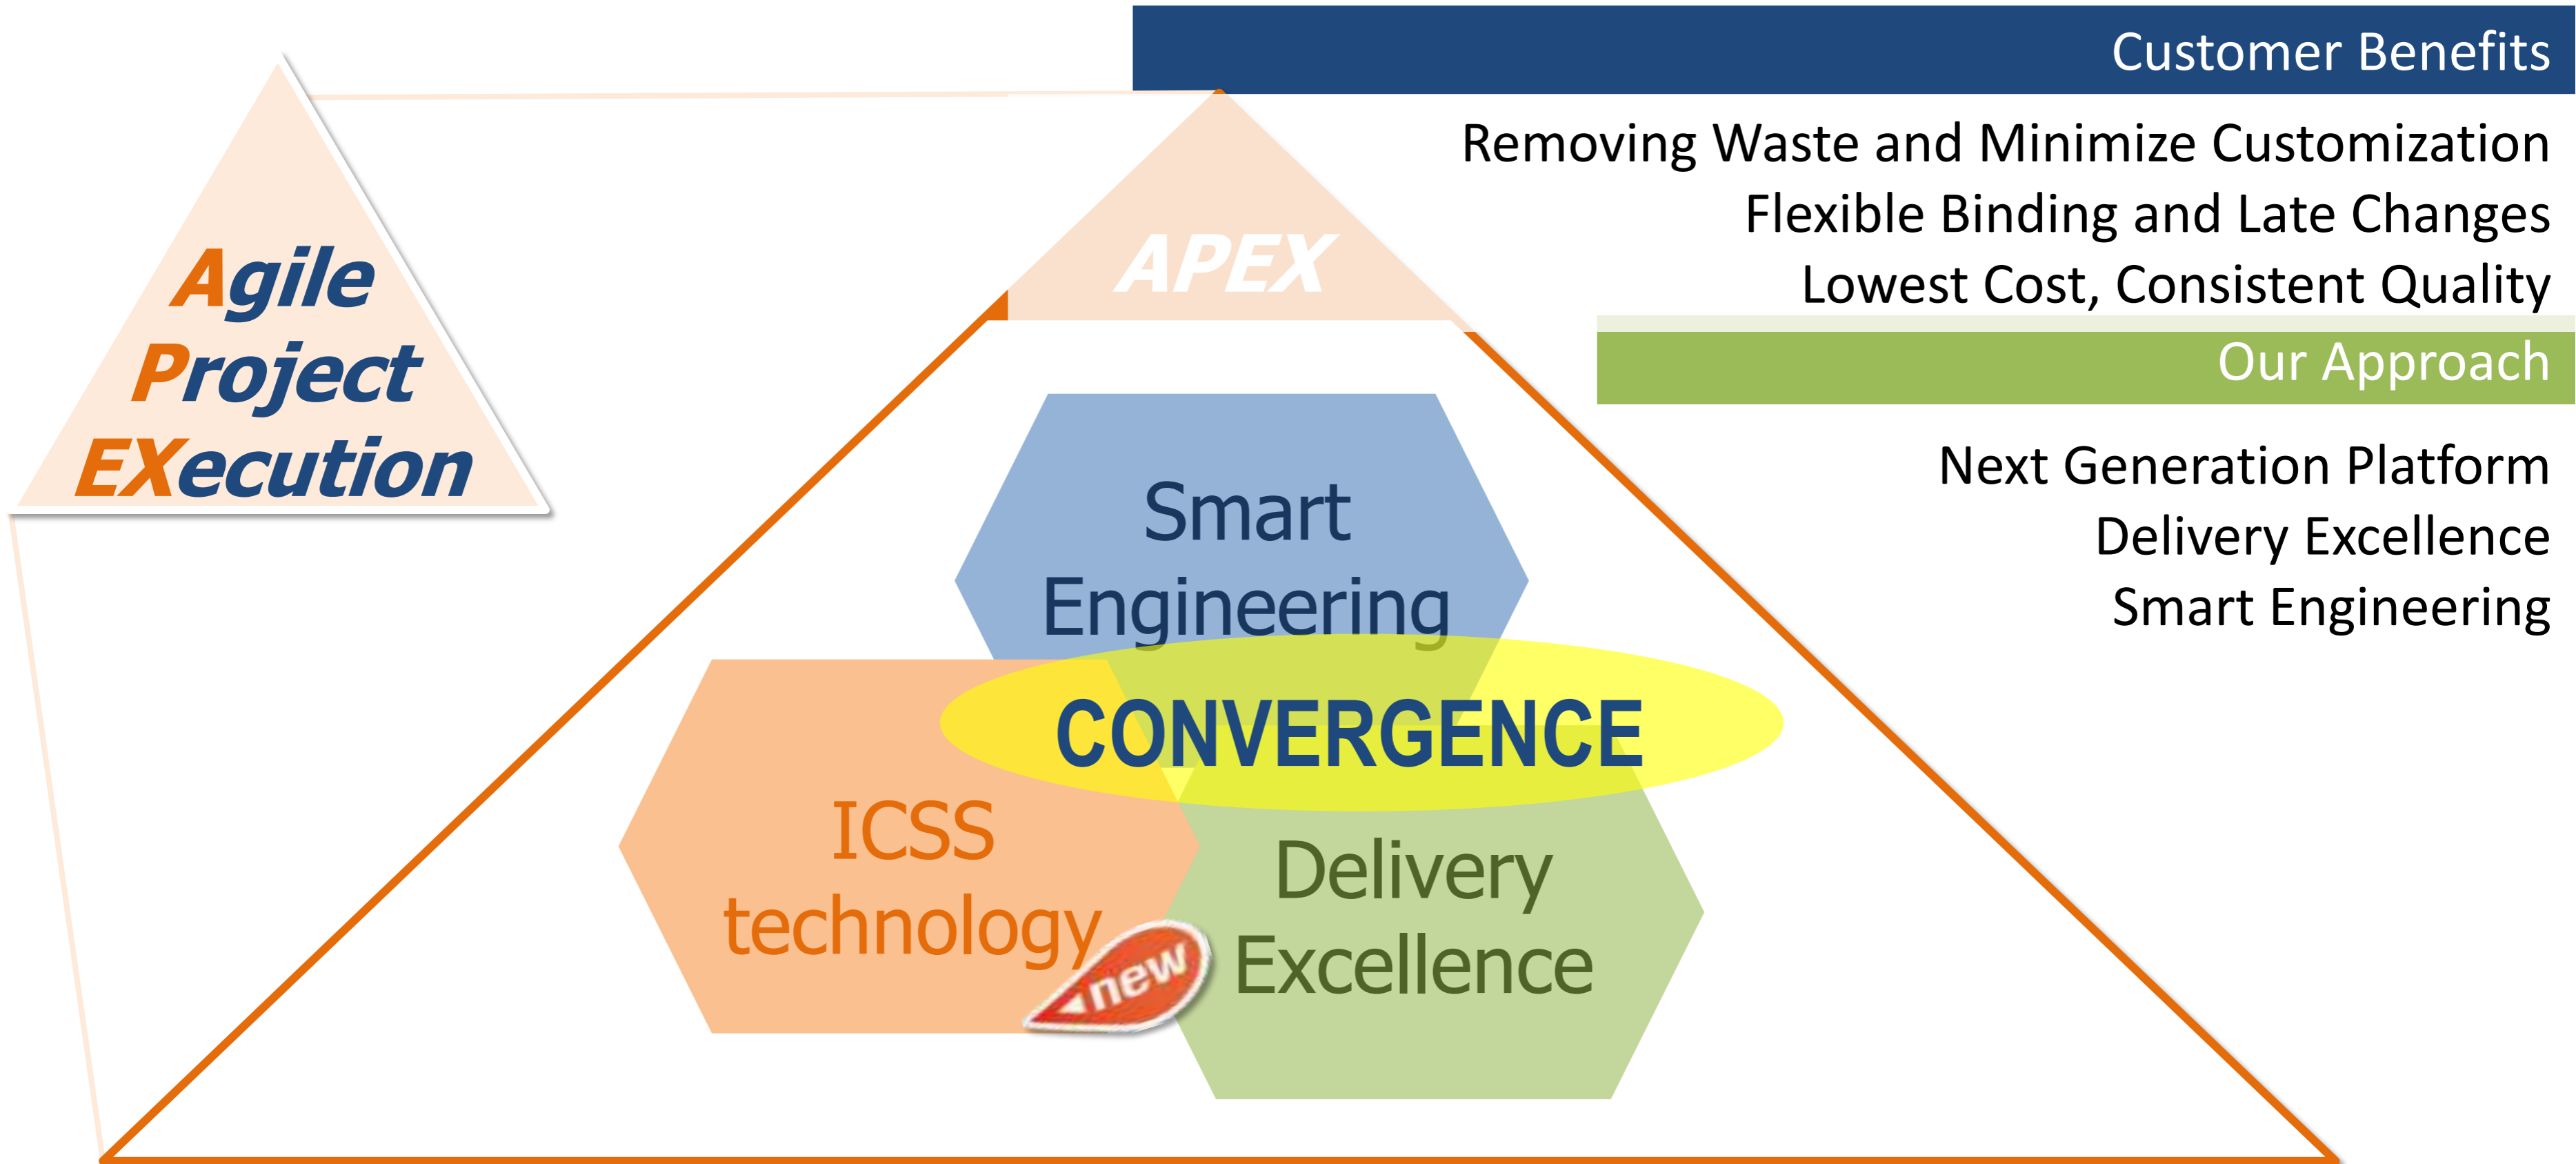 Customer Benefits
Removing Waste and Minimize Customization
Flexible Binding and Late Changes
Lowest Cost, Consistent Quality
Our Approach
Next Generation Platform
Delivery Excellence
Smart Engineering
Agile
Project
EXecution
APEX
Smart
Engineering
CONVERGENCE
ICSS
technology
new
Delivery
Excellence